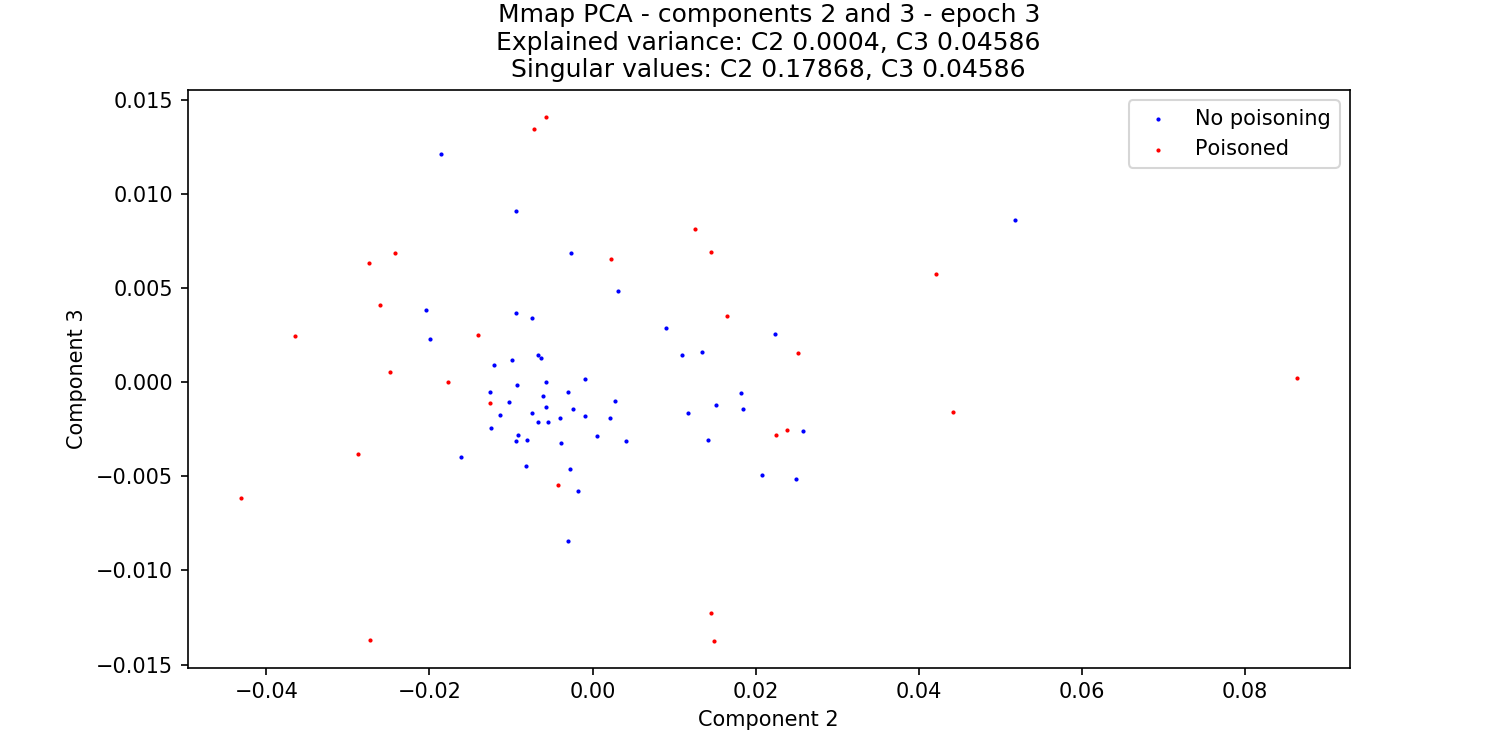 Mmap PCA - components 2 and 3 - epoch 3
Explained variance: C2 0.0004, C3 0.04586
Singular values: C2 0.17868, C3 0.04586
No poisoning
Poisoned
0.015
0.010
0.005
0.000
−0.005
−0.010
−0.015
Component 3
−0.04
−0.02
0.00
0.02
0.04
0.06
0.08
Component 2